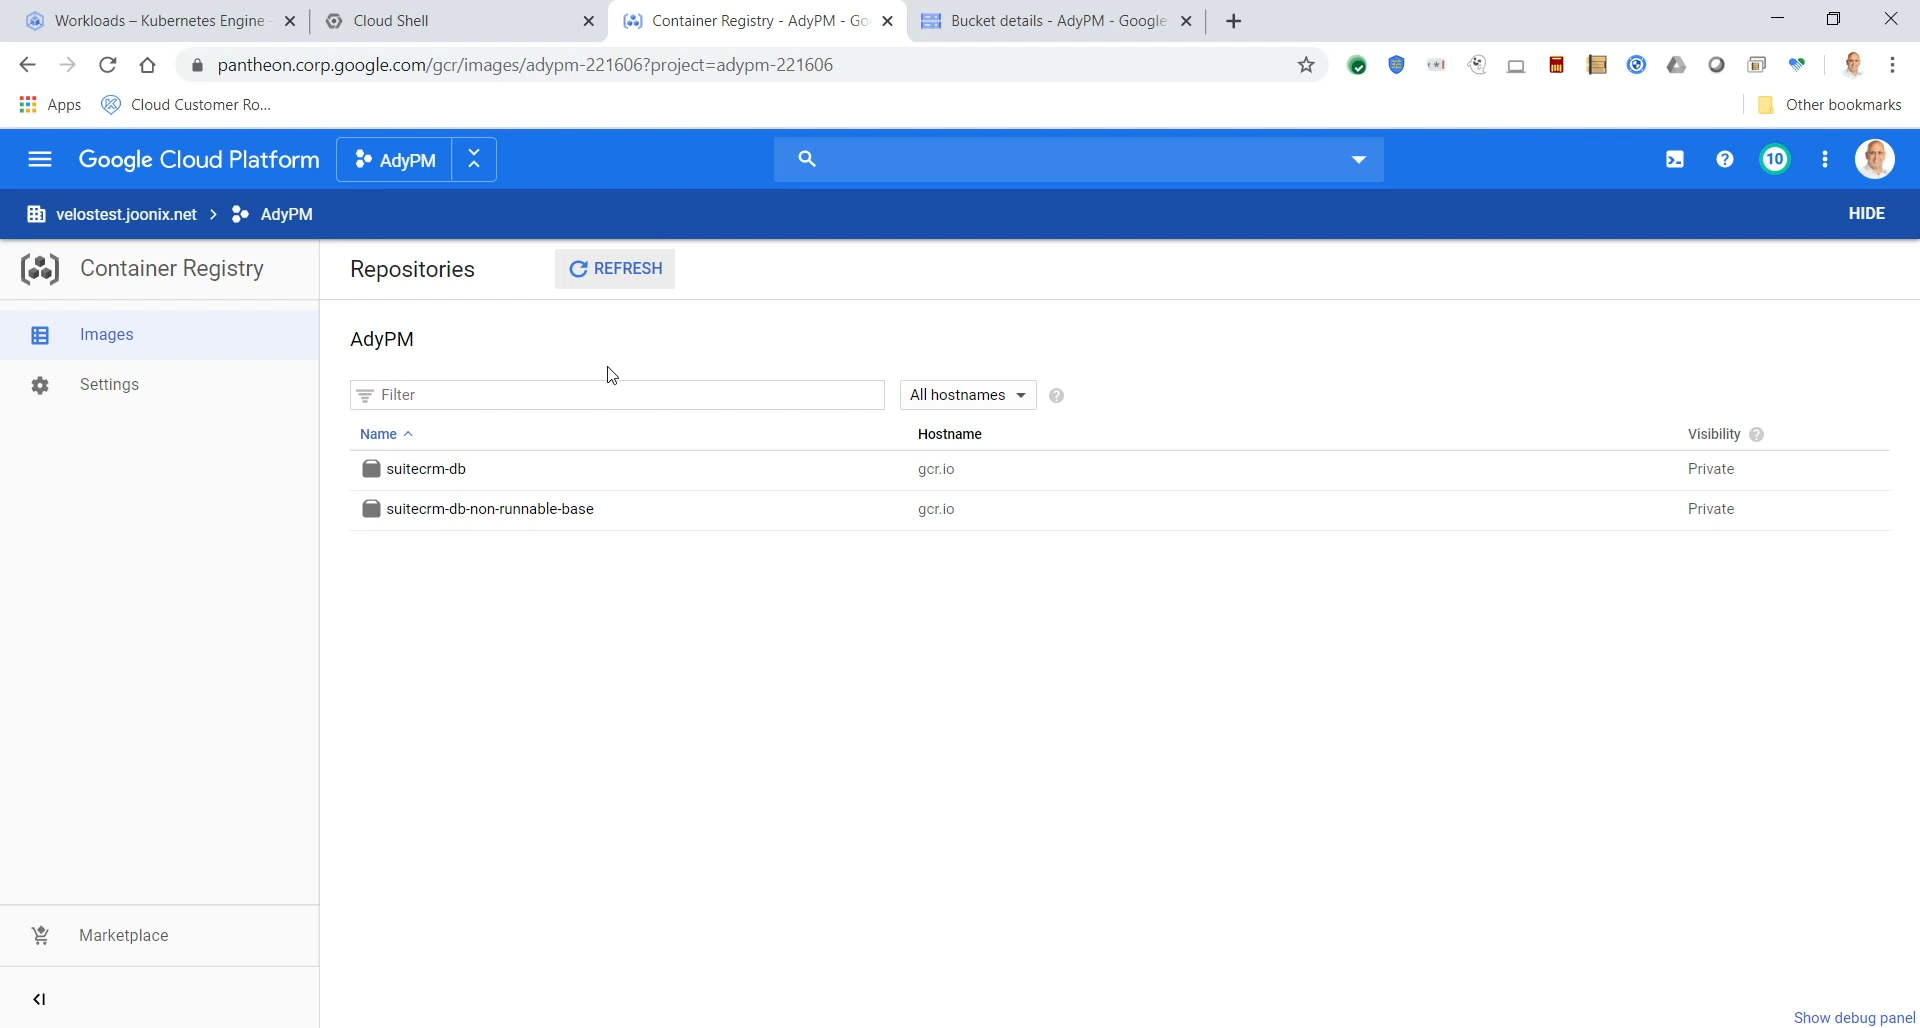 Workloads – Kubernetes Engine -
Cloud Shell
Container Registry - AdyPM - Go
Bucket details - AdyPM - Google
pantheon.corp.google.com/gcr/images/adypm-221606?project=adypm-221606
Apps
Cloud Customer Ro...
Other bookmarks
Google Cloud Platform
AdyPM
10
velostest.joonix.net
AdyPM
HIDE
Container Registry
Repositories
REFRESH
Images
Settings
AdyPM
Filter
All hostnames
Name
Hostname
Visibility
suitecrm-db
gcr.io
Private
suitecrm-db-non-runnable-base
gcr.io
Private
Marketplace
Show debug panel